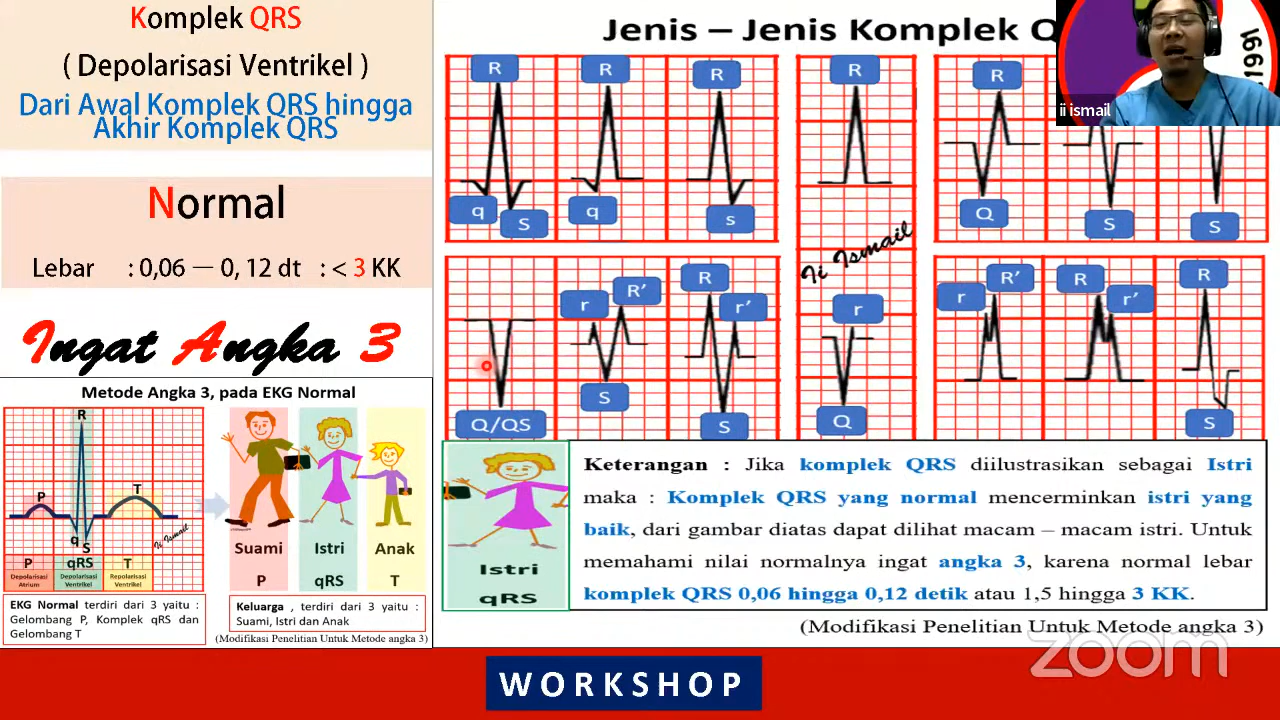 Komplek QRS
( Depolarisasi Ventrikel )
Dari Awal Komplek QRS hingga
Akhir Komplek QRS
Normal
Lebar : 0,06 — 0, 12 dt : < 3 KK
Ingat Angka 3
Metode Angka 3, pada EKG Normal
R
P
T
q
S
Ii Ismail
P qRS T
Depolarisasi Atrium
Depolarisasi Ventrikel
Repolarisasi Ventrikel
Suami Istri Anak
P qRS T
EKG Normal terdiri dari 3 yaitu :
Gelombang P, Komplek qRS dan
Gelombang T
Keluarga , terdiri dari 3 yaitu :
Suami, Istri dan Anak
(Modifikasi Penelitian Untuk Metode angka 3)
Jenis – Jenis Komplek Q
1991
ii ismail
R R R R R
q S q s Q S S
Ii Ismail
r R’ R r’ r r R’ R r’ R
Q/QS S S Q S
Istri
qRS
Keterangan : Jika komplek QRS diilustrasikan sebagai Istri
maka : Komplek QRS yang normal mencerminkan istri yang
baik, dari gambar diatas dapat dilihat macam – macam istri. Untuk
memahami nilai normalnya ingat angka 3, karena normal lebar
komplek QRS 0,06 hingga 0,12 detik atau 1,5 hingga 3 KK.
(Modifikasi Penelitian Untuk Metode angka 3)
zoom
WORKSHOP